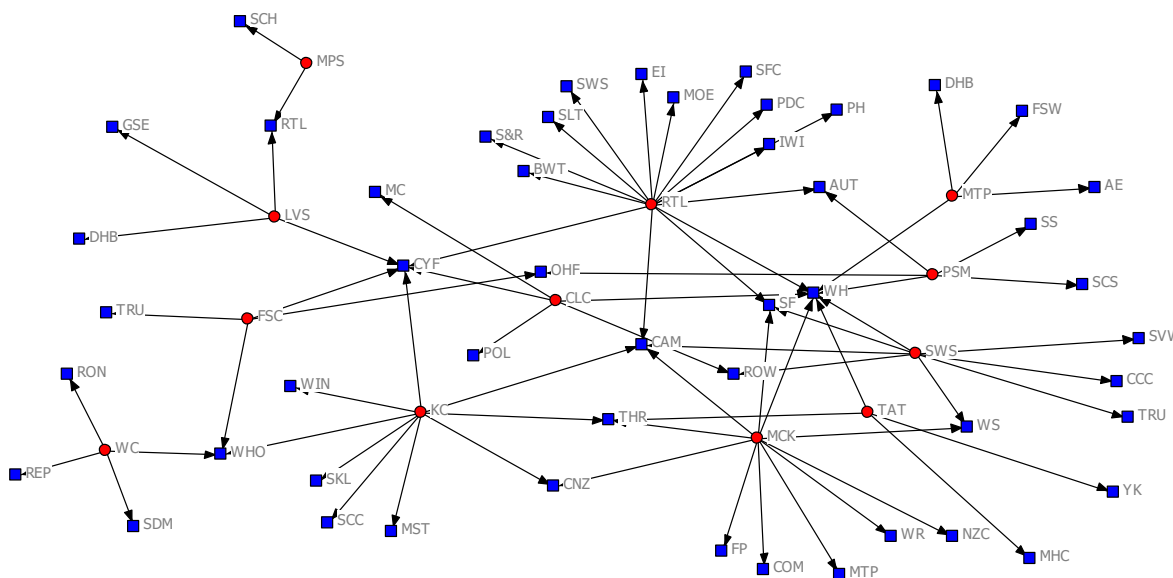 SCH
MPS
EI
SFC
SWS
MOE
DHB
PDC
PH
FSW
SLT
GSE
RTL
S&R
IWI
BWT
AUT
AE
MC
MTP
RTL
LVS
SS
DHB
CYF
OHF
PSM
SCS
WH
CLC
SF
TRU
FSC
SVW
CAM
POL
SWS
RON
ROW
CCC
WIN
KC
THR
TAT
TRU
WS
MCK
WC
WHO
REP
SKL
CNZ
YK
SCC
SDM
MST
WR
NZC
FP
MHC
COM
MTP